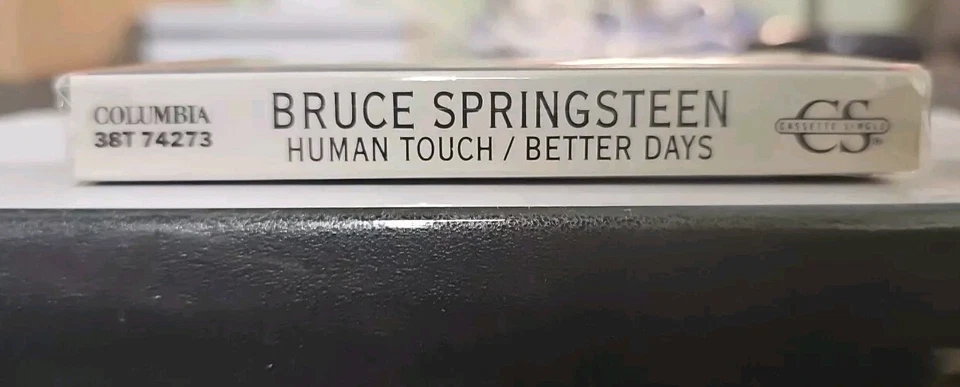 COLUMBIA
38T 74273
BRUCE SPRINGSTEEN
HUMAN TOUCH / BETTER DAYS
CS
CASSETTE SINGLE
®